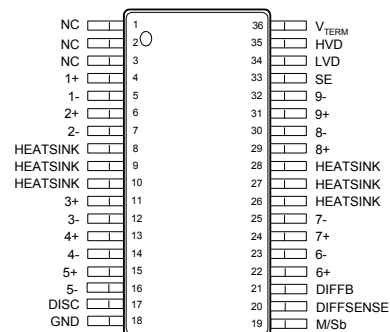 NC 1 36 V_TERM
NC 2 35 HVD
NC 3 34 LVD
1+ 4 33 SE
1- 5 32 9-
2+ 6 31 9+
2- 7 30 8-
HEATSINK 8 29 8+
HEATSINK 9 28 HEATSINK
HEATSINK 10 27 HEATSINK
3+ 11 26 HEATSINK
3- 12 25 7-
4+ 13 24 7+
4- 14 23 6-
5+ 15 22 6+
5- 16 21 DIFFB
DISC 17 20 DIFFSENSE
GND 18 19 M/Sb